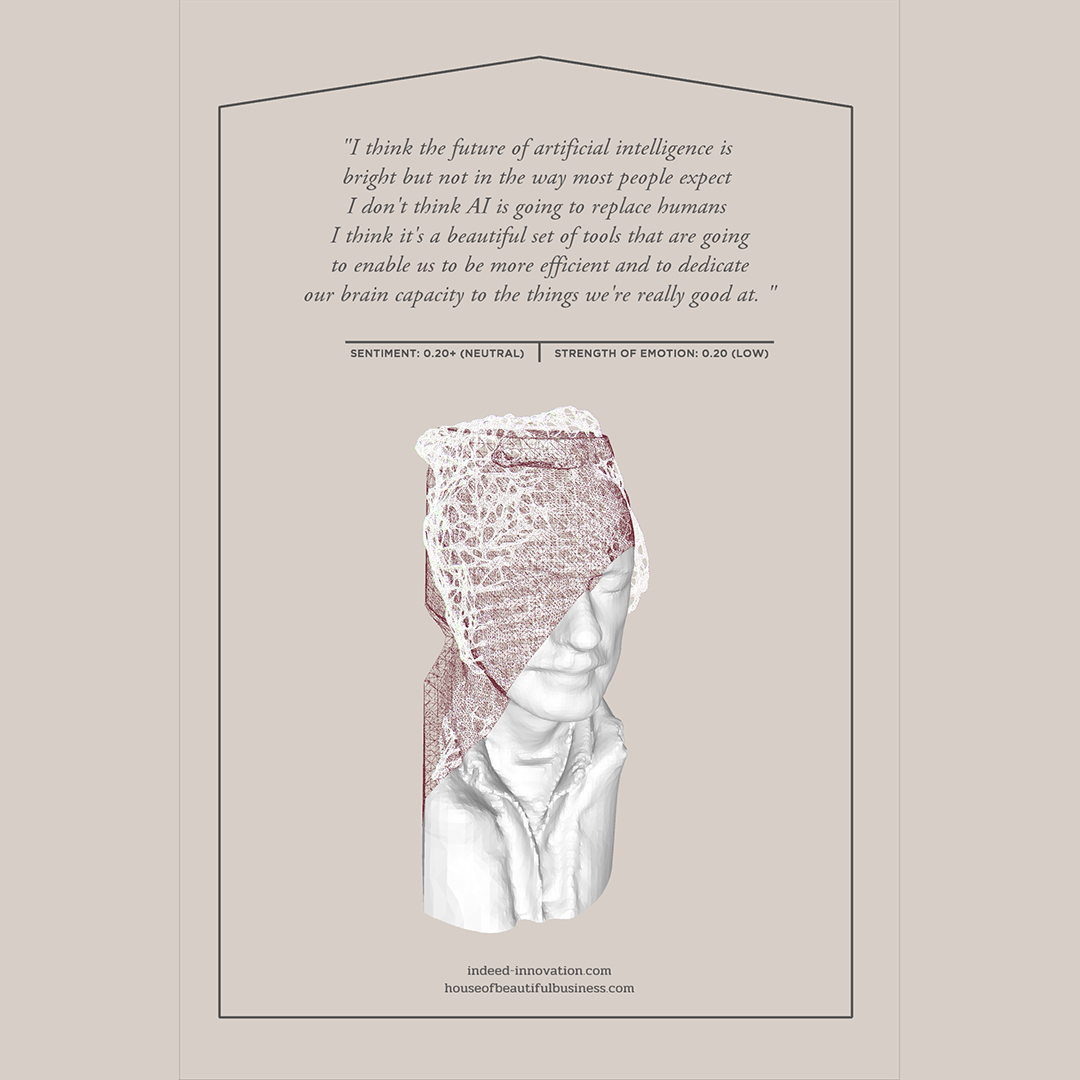 "I think the future of artificial intelligence is
bright but not in the way most people expect
I don't think AI is going to replace humans
I think it's a beautiful set of tools that are going
to enable us to be more efficient and to dedicate
our brain capacity to the things we're really good at. "
SENTIMENT: 0.20+ (NEUTRAL) STRENGTH OF EMOTION: 0.20 (LOW)
indeed-innovation.com
houseofbeautifulbusiness.com